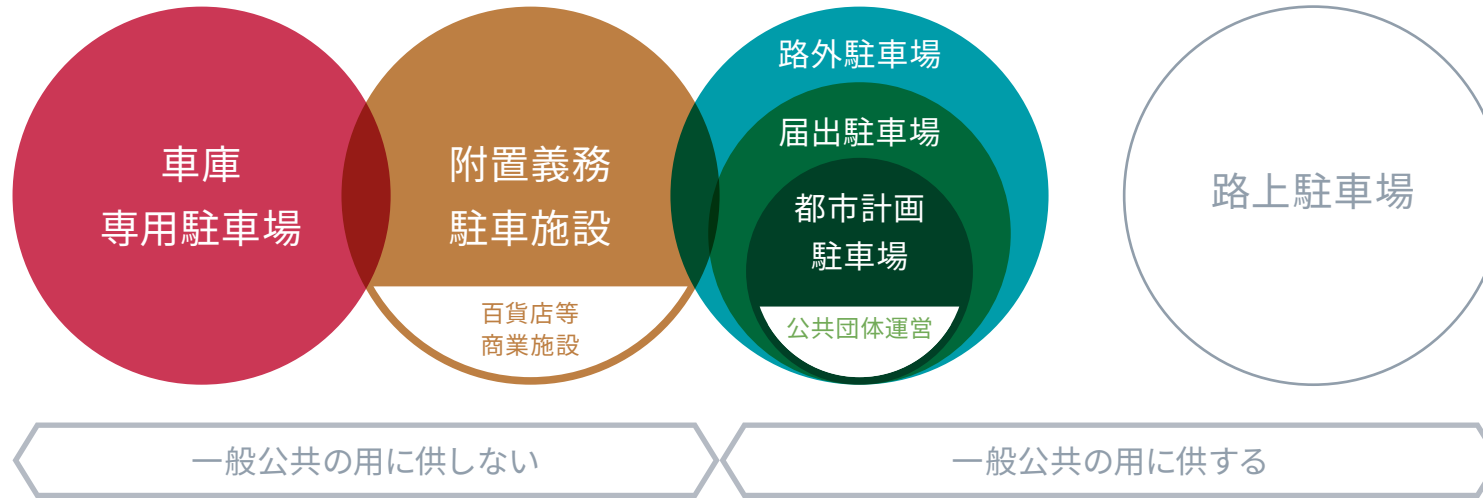 車庫
専用駐車場
附置義務
駐車施設
百貨店等
商業施設
路外駐車場
届出駐車場
都市計画
駐車場
公共団体運営
路上駐車場
一般公共の用に供しない
一般公共の用に供する